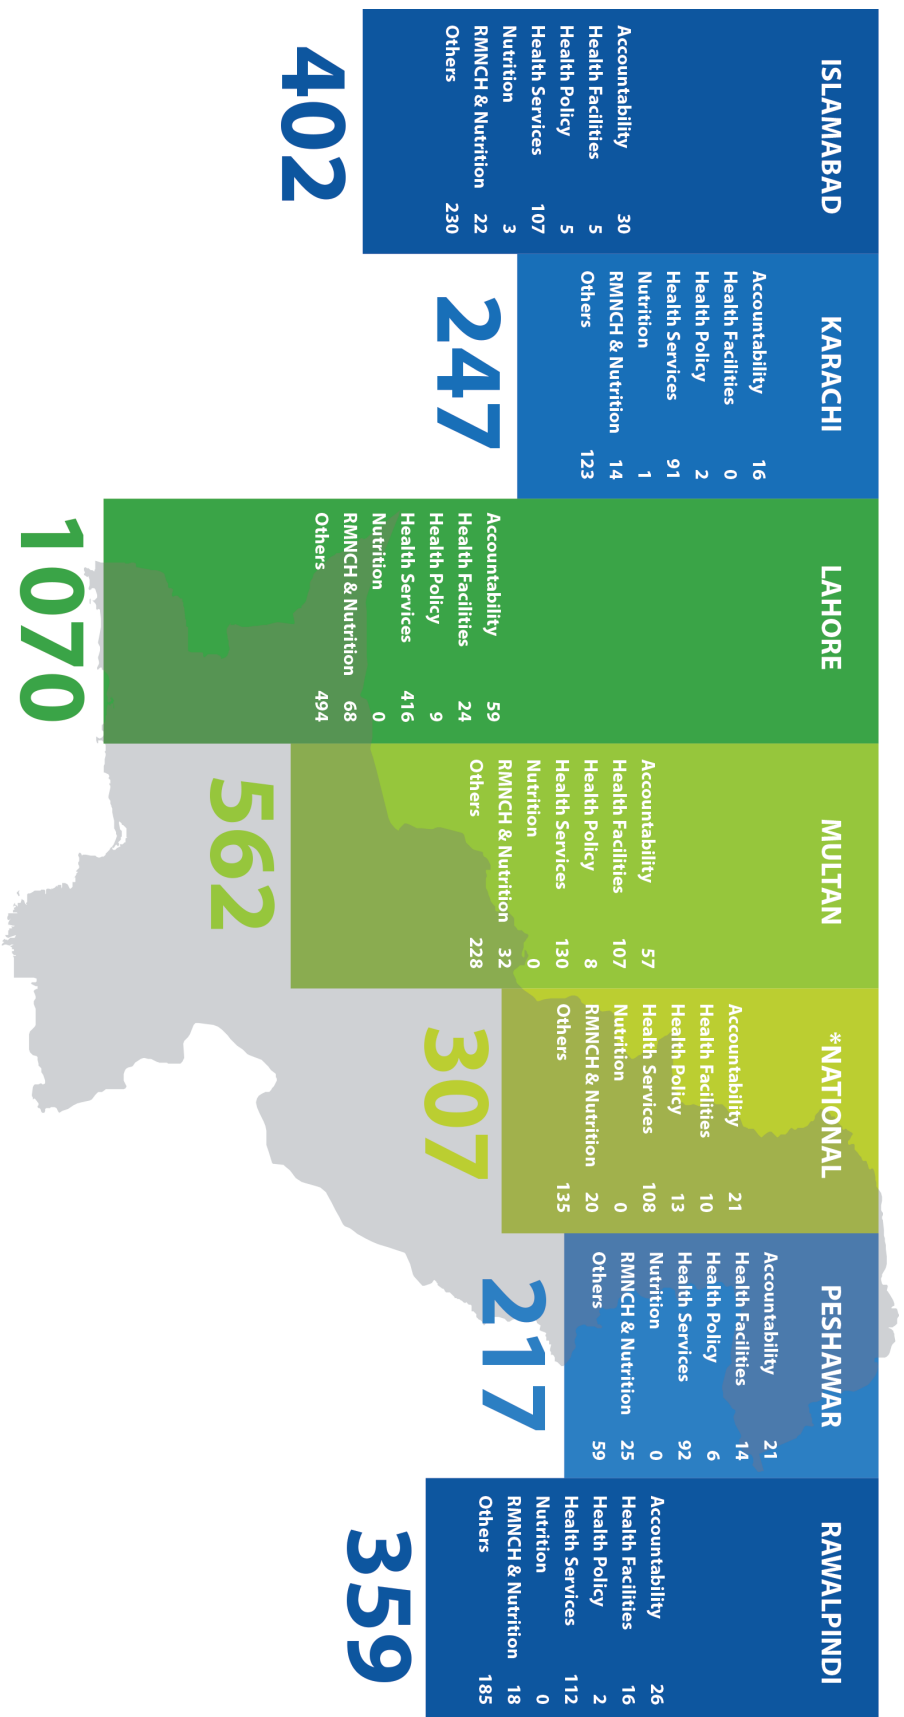 ISLAMABAD
Accountability 30
Health Facilities 5
Health Policy 5
Health Services 107
Nutrition 3
RMNCH & Nutrition 22
Others 230
402
KARACHI
Accountability 16
Health Facilities 0
Health Policy 2
Health Services 91
Nutrition 1
RMNCH & Nutrition 14
Others 123
247
LAHORE
Accountability 59
Health Facilities 24
Health Policy 9
Health Services 416
Nutrition 0
RMNCH & Nutrition 68
Others 494
1070
MULTAN
Accountability 57
Health Facilities 107
Health Policy 8
Health Services 130
Nutrition 0
RMNCH & Nutrition 32
Others 228
562
*NATIONAL
Accountability 21
Health Facilities 10
Health Policy 13
Health Services 108
Nutrition 0
RMNCH & Nutrition 20
Others 135
307
PESHAWAR
Accountability 21
Health Facilities 14
Health Policy 6
Health Services 92
Nutrition 0
RMNCH & Nutrition 25
Others 59
217
RAWALPINDI
Accountability 26
Health Facilities 16
Health Policy 2
Health Services 112
Nutrition 0
RMNCH & Nutrition 18
Others 185
359